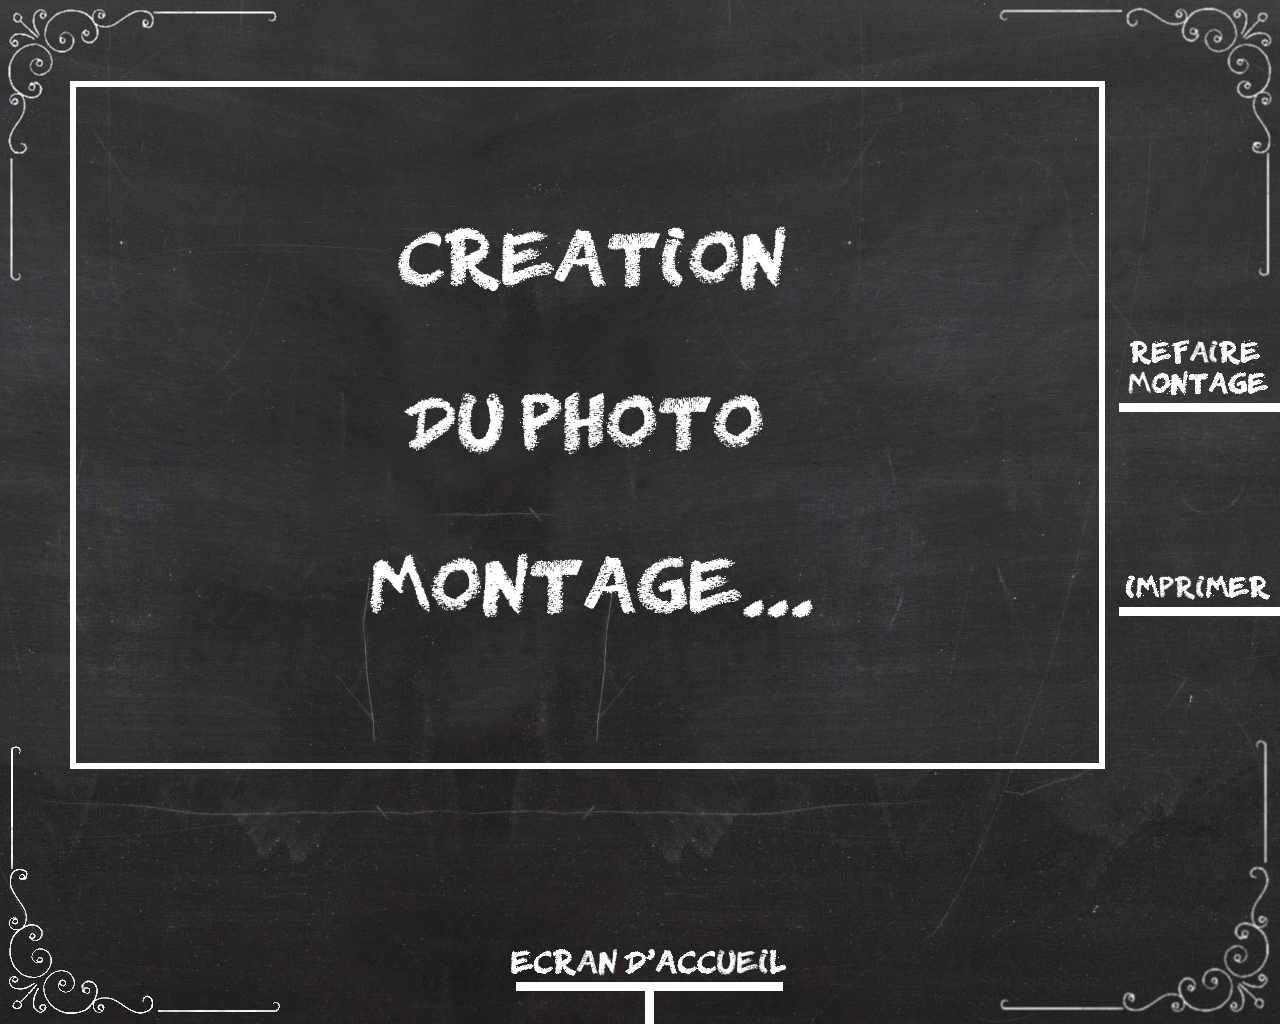 CREATION
DU PHOTO
MONTAGE...
REFAIRE
MONTAGE
IMPRIMER
ECRAN D'ACCUEIL